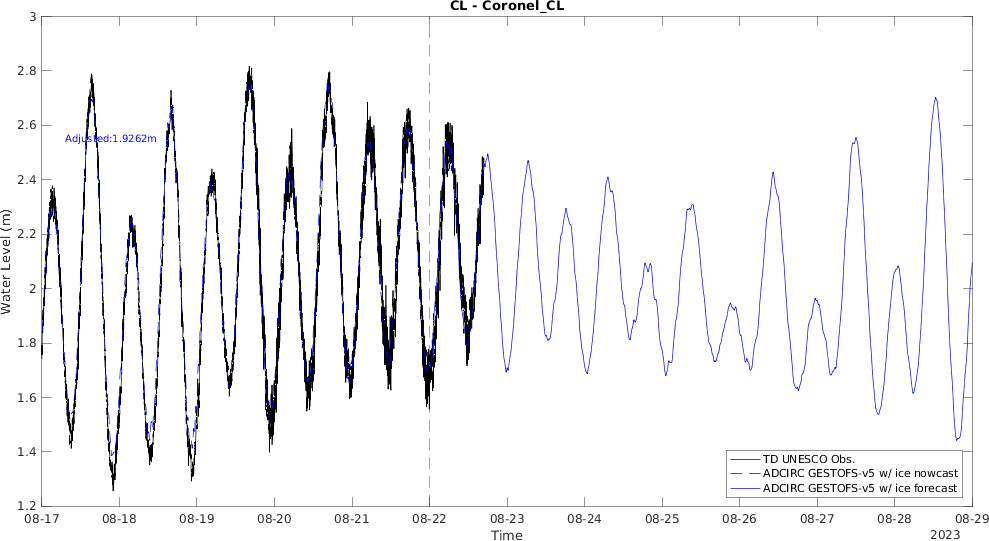 CL - Coronel_CL
3
2.8
2.6
2.4
2.2
2
1.8
1.6
1.4
1.2
Water Level (m)
Adjusted:1.9262m
TD UNESCO Obs.
ADCIRC GESTOFS-v5 w/ ice nowcast
ADCIRC GESTOFS-v5 w/ ice forecast
08-17 08-18 08-19 08-20 08-21 08-22 08-23 08-24 08-25 08-26 08-27 08-28 08-29
Time
2023